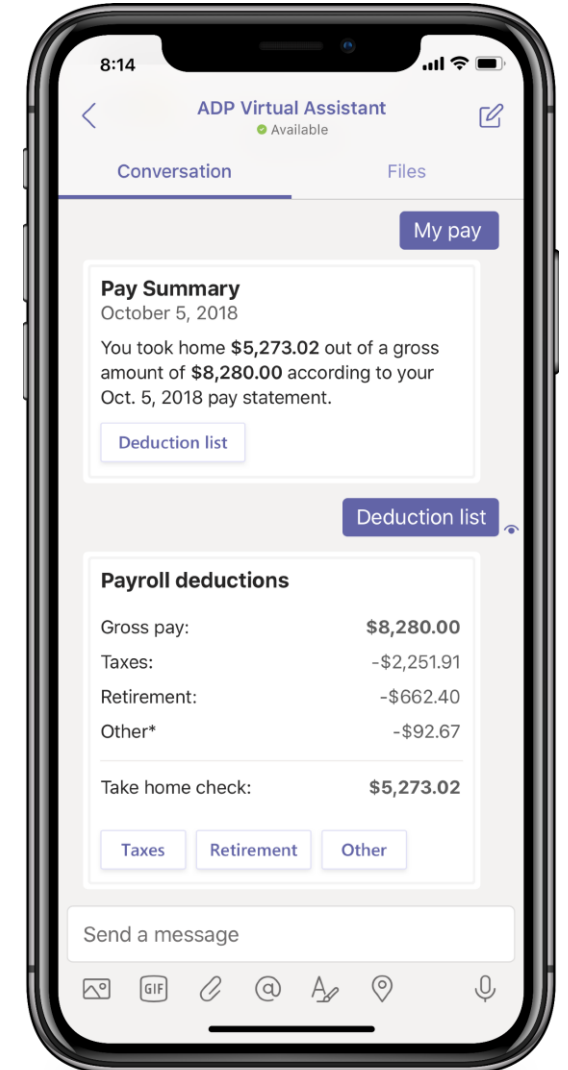 8:14
ADP Virtual Assistant
Available
Conversation Files
My pay
Pay Summary
October 5, 2018
You took home $5,273.02 out of a gross
amount of $8,280.00 according to your
Oct. 5, 2018 pay statement.
Deduction list
Deduction list
Payroll deductions
Gross pay: $8,280.00
Taxes: -$2,251.91
Retirement: -$662.40
Other* -$92.67
Take home check: $5,273.02
Taxes Retirement Other
Send a message
GIF @ A